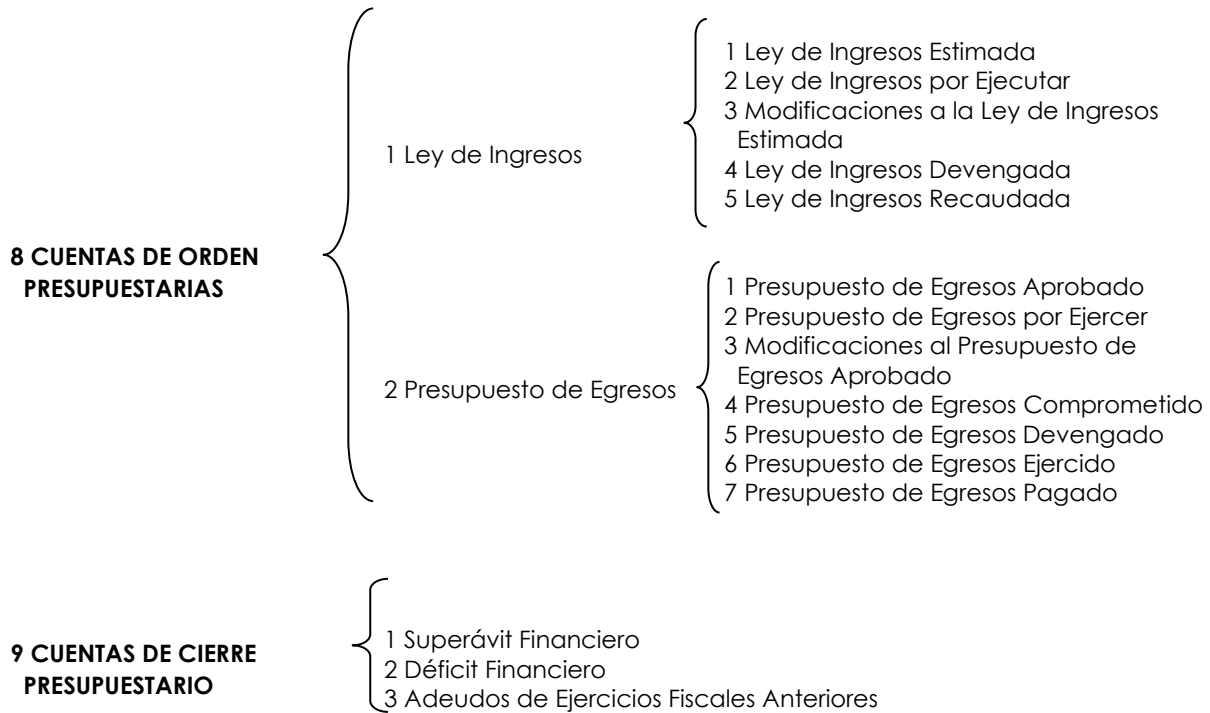 8 CUENTAS DE ORDEN
PRESUPUESTARIAS
1 Ley de Ingresos
1 Ley de Ingresos Estimada
2 Ley de Ingresos por Ejecutar
3 Modificaciones a la Ley de Ingresos
Estimada
4 Ley de Ingresos Devengada
5 Ley de Ingresos Recaudada
2 Presupuesto de Egresos
1 Presupuesto de Egresos Aprobado
2 Presupuesto de Egresos por Ejercer
3 Modificaciones al Presupuesto de
Egresos Aprobado
4 Presupuesto de Egresos Comprometido
5 Presupuesto de Egresos Devengado
6 Presupuesto de Egresos Ejercido
7 Presupuesto de Egresos Pagado
9 CUENTAS DE CIERRE
PRESUPUESTARIO
1 Superávit Financiero
2 Déficit Financiero
3 Adeudos de Ejercicios Fiscales Anteriores